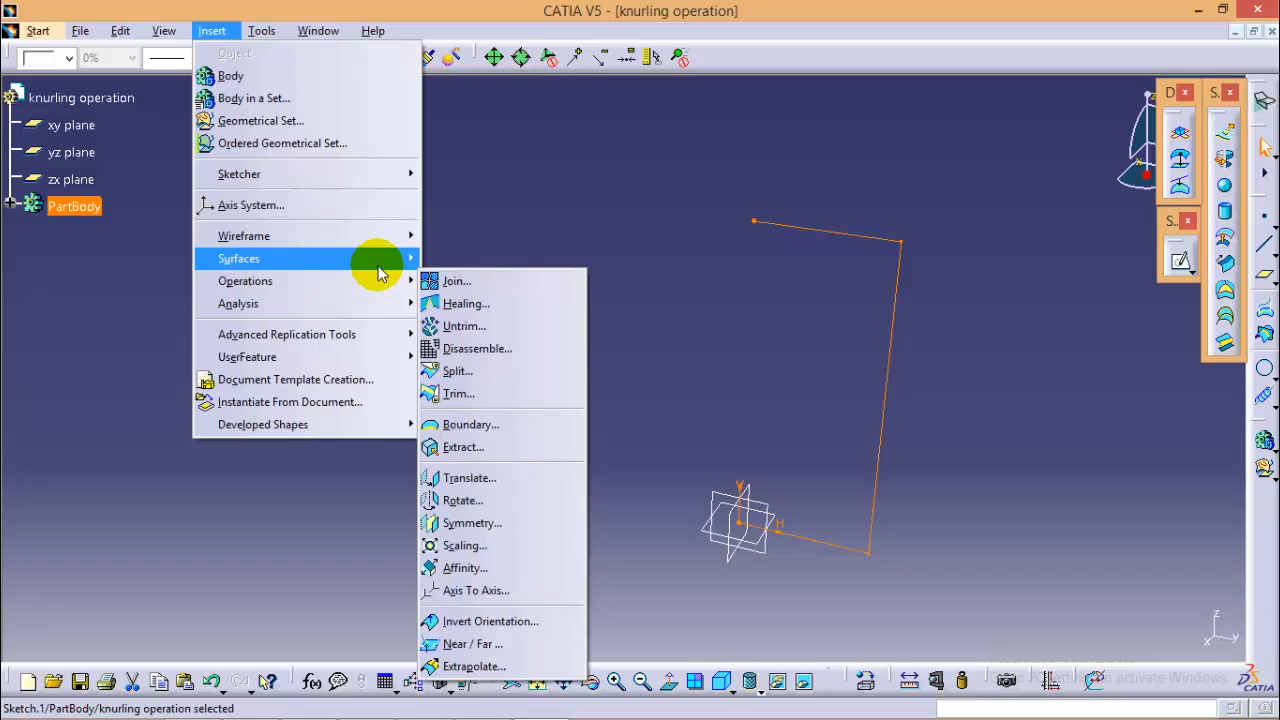 CATIA V5 - [knurling operation]
Start File Edit View Insert Tools Window Help
0%
Object
Body
Body in a Set...
Geometrical Set...
Ordered Geometrical Set...
Sketcher
Axis System...
Wireframe
Surfaces
Operations
Analysis
Advanced Replication Tools
UserFeature
Document Template Creation...
Instantiate From Document...
Developed Shapes
Join...
Healing...
Untrim...
Disassemble...
Split...
Trim...
Boundary...
Extract...
Translate...
Rotate...
Symmetry...
Scaling...
Affinity...
Axis To Axis...
Invert Orientation...
Near / Far ...
Extrapolate...
knurling operation
xy plane
yz plane
zx plane
PartBody
D
S...
S...
z
x
V
H
z
x y
f(x)
to activate Windows.
CATIA
Sketch.1/PartBody/knurling operation selected